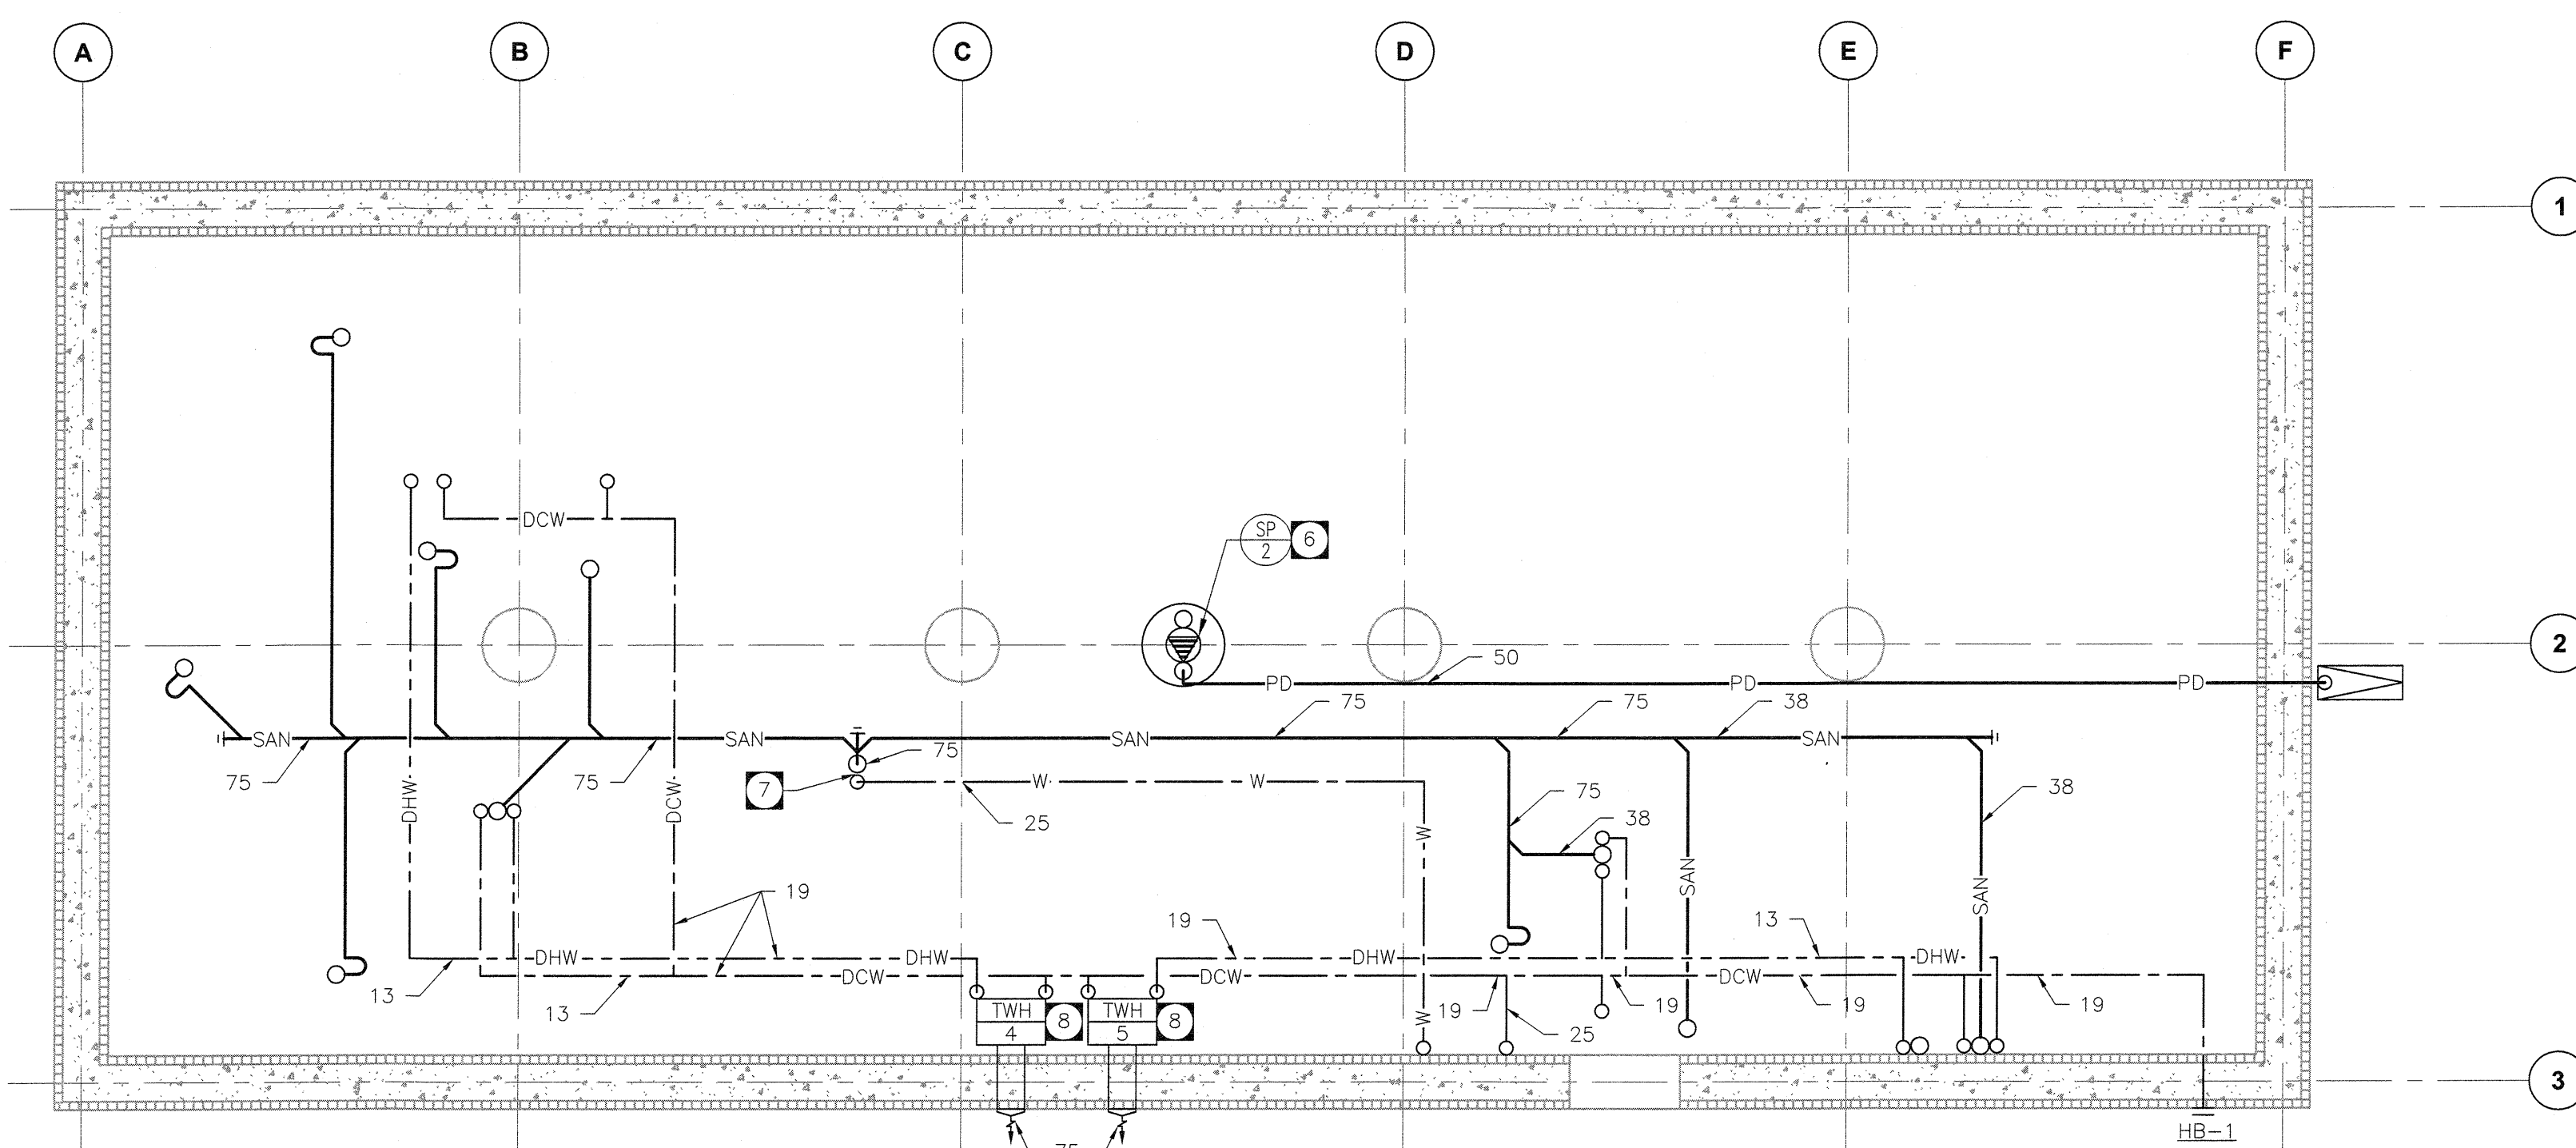 A B C D E F
1
DCW
SP 6
2
2
50
PD PD PD
75 75 38
SAN SAN SAN SAN
75 75 75
7
W W
25
DHW DCW W
75 38
38
SAN SAN
19
19 13
DHW DHW DHW DHW
DCW DCW DCW
13 13 19 19 19 19
25
W
TWH 8 TWH 8
4 5
3
75
HB-1